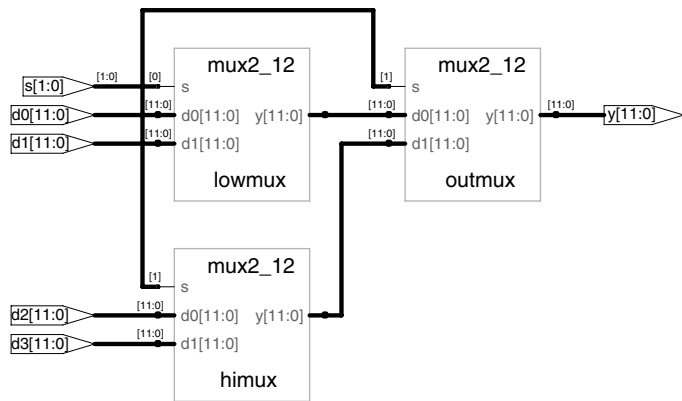 mux2_12
mux2_12
s[1:0]
[1:0]
[0]
s
[1]
s
d0[11:0]
[11:0]
d0[11:0]
y[11:0]
[11:0]
d0[11:0]
y[11:0]
[11:0]
y[11:0]
d1[11:0]
[11:0]
d1[11:0]
[11:0]
d1[11:0]
lowmux
outmux
mux2_12
[1]
s
d2[11:0]
[11:0]
d0[11:0]
y[11:0]
d3[11:0]
[11:0]
d1[11:0]
himux